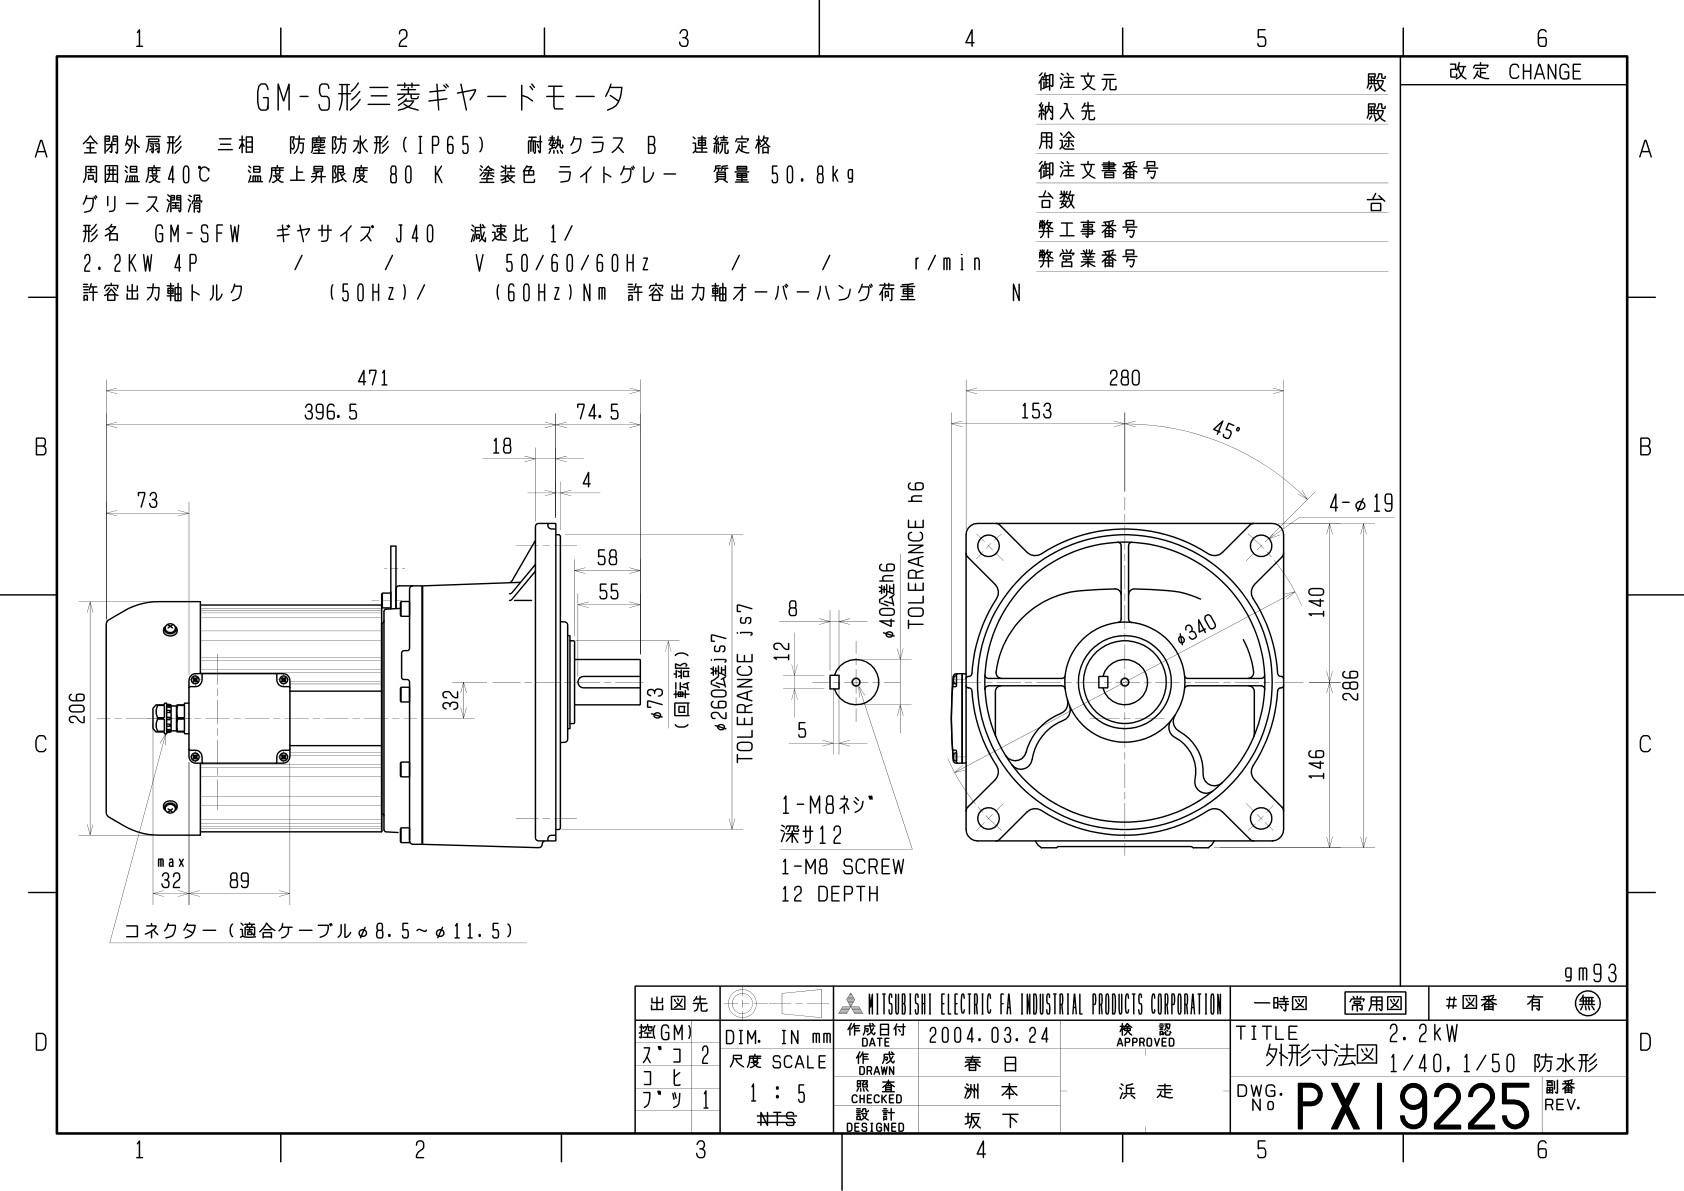 1 2 3 4 5 6
改定 CHANGE
GM-S形三菱ギヤードモータ
全閉外扇形 三相 防塵防水形(IP65) 耐熱クラス B 連続定格
周囲温度40℃ 温度上昇限度 80 K 塗装色 ライトグレー 質量 50.8kg
グリース潤滑
形名 GM-SFW ギヤサイズ J40 減速比 1/
2.2KW 4P / / V 50/60/60Hz / / r/min
許容出力軸トルク (50Hz)/ (60Hz)Nm 許容出力軸オーバーハング荷重 N
御注文元 殿
納入先 殿
用途
御注文書番号
台数 台
弊工事番号
弊営業番号
A A
B B
C C
D D
471
396.5 74.5
18
4
73
58
55
206
32
max
32 89
コネクター(適合ケーブルφ8.5~φ11.5)
φ73
(回転部)
φ260公差js7
TOLERANCE js7
8
12
5
φ40公差h6
TOLERANCE h6
1-M8ネジ
深サ12
1-M8 SCREW
12 DEPTH
280
153
45°
4-φ19
φ340
140
286
146
gm93
出図先
控(GM)
ズコ 2
コヒ
ブツ 1
DIM. IN mm
尺度 SCALE
1 : 5
NTS
MITSUBISHI ELECTRIC FA INDUSTRIAL PRODUCTS CORPORATION
作成日付
DATE
2004.03.24
検 認
APPROVED
作 成
DRAWN
春 日
照 査
CHECKED
洲 本
浜 走
設 計
DESIGNED
坂 下
一時図 常用図 #図番 有 無
TITLE
外形寸法図
2.2kW
1/40,1/50 防水形
DWG.
No
PX19225
副番
REV.
1 2 3 4 5 6